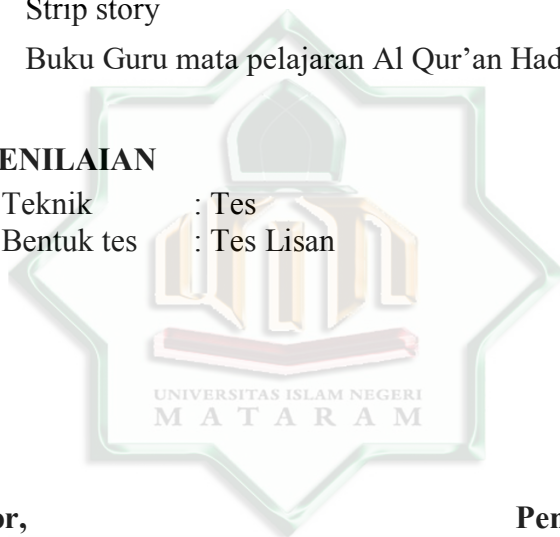 Strip story
Buku Guru mata pelajaran Al Qur’an Had
ENILAIAN
Teknik : Tes
Bentuk tes : Tes Lisan
UNIVERSITAS ISLAM NEGERI
MATARAM
or, Pen